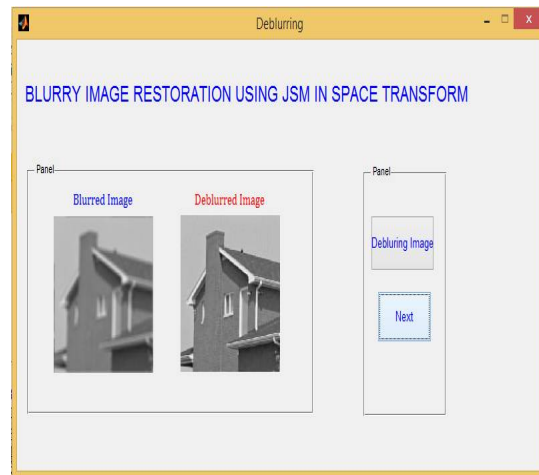 Deblurring
BLURRY IMAGE RESTORATION USING JSM IN SPACE TRANSFORM
Panel
Blurred Image
Deblurred Image
Panel
Debluring Image
Next